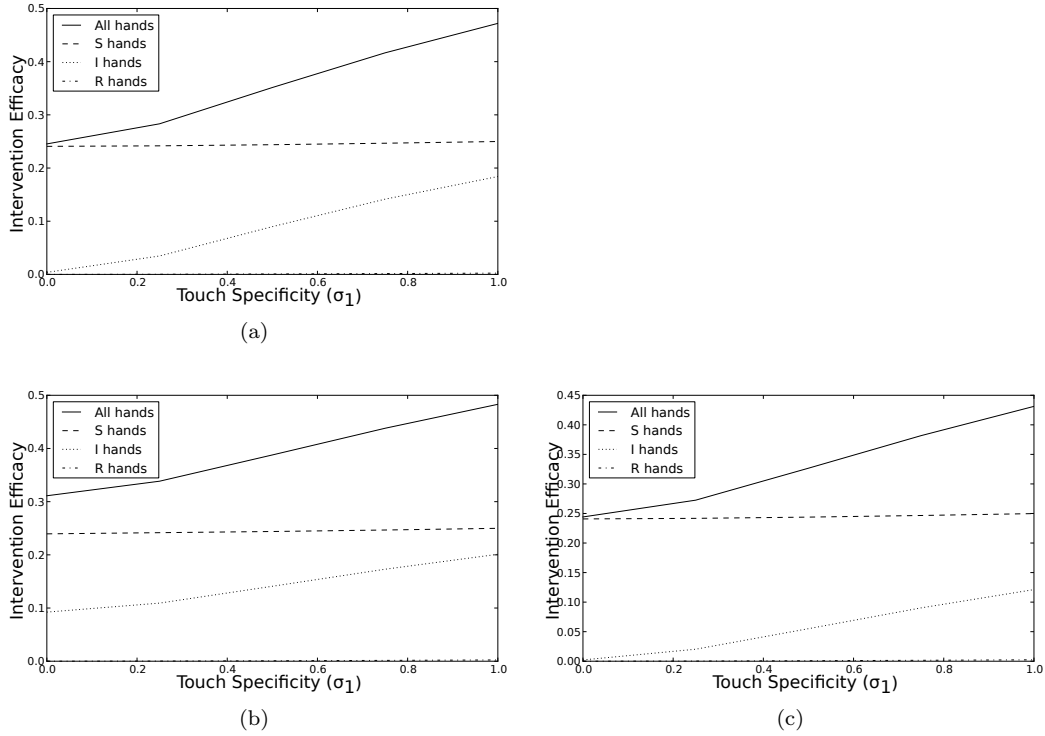 0.5
All hands
S hands
I hands
R hands
0.4
0.3
0.2
0.1
0.0
Intervention Efficacy
0.0 0.2 0.4 0.6 0.8 1.0
Touch Specificity (σ1)
(a)
0.5
All hands
S hands
I hands
R hands
0.4
0.3
0.2
0.1
0.0
Intervention Efficacy
0.0 0.2 0.4 0.6 0.8 1.0
Touch Specificity (σ1)
(b)
0.45
All hands
S hands
I hands
R hands
0.40
0.35
0.30
0.25
0.20
0.15
0.10
0.05
0.00
Intervention Efficacy
0.0 0.2 0.4 0.6 0.8 1.0
Touch Specificity (σ1)
(c)